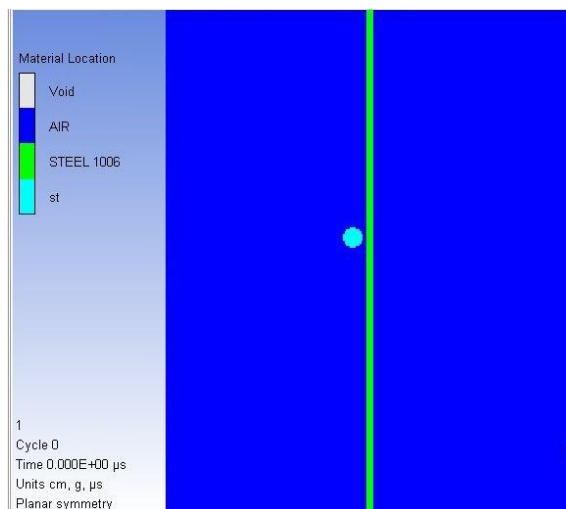 Material Location
Void
AIR
STEEL 1006
st
1
Cycle 0
Time 0.000E+00 µs
Units cm, g, µs
Planar symmetry